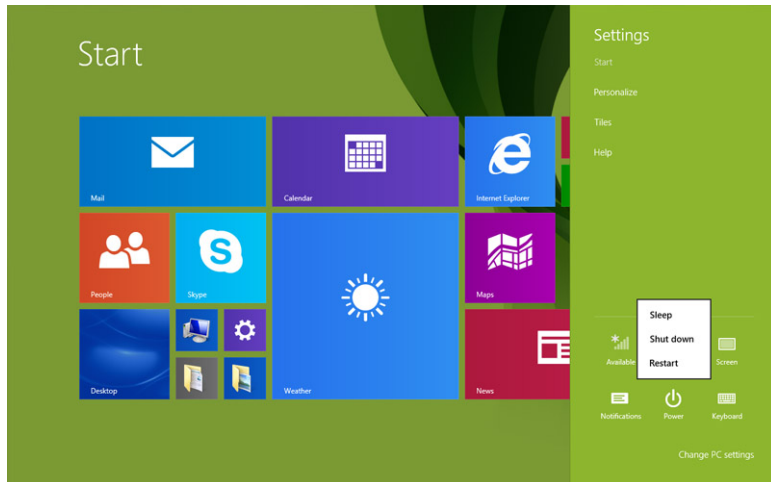 Start
Settings
Start
Personalize
Tiles
Help
Mail
Calendar
Internet Explorer
People
Skype
Maps
Desktop
Weather
News
Sleep
Shut down
Restart
Available
Screen
Notifications
Power
Keyboard
Change PC settings